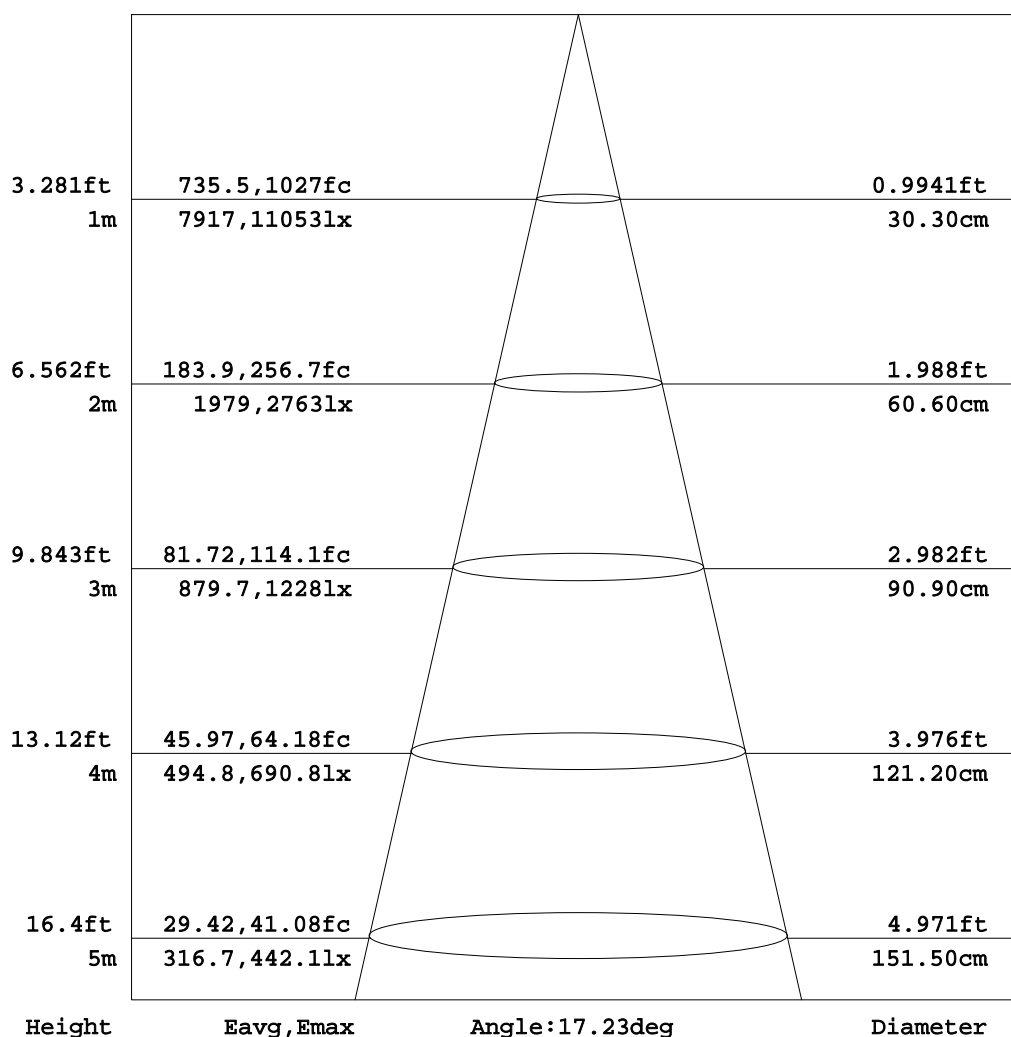 3.281ft 735.5,1027fc 0.9941ft
1m 7917,11053lx 30.30cm
6.562ft 183.9,256.7fc 1.988ft
2m 1979,2763lx 60.60cm
9.843ft 81.72,114.1fc 2.982ft
3m 879.7,1228lx 90.90cm
13.12ft 45.97,64.18fc 3.976ft
4m 494.8,690.8lx 121.20cm
16.4ft 29.42,41.08fc 4.971ft
5m 316.7,442.1lx 151.50cm
Height Eavg,Emax Angle:17.23deg Diameter